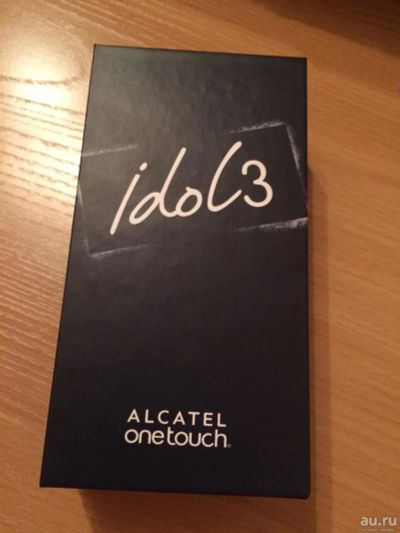 idol3
ALCATEL
onetouch.
au.ru